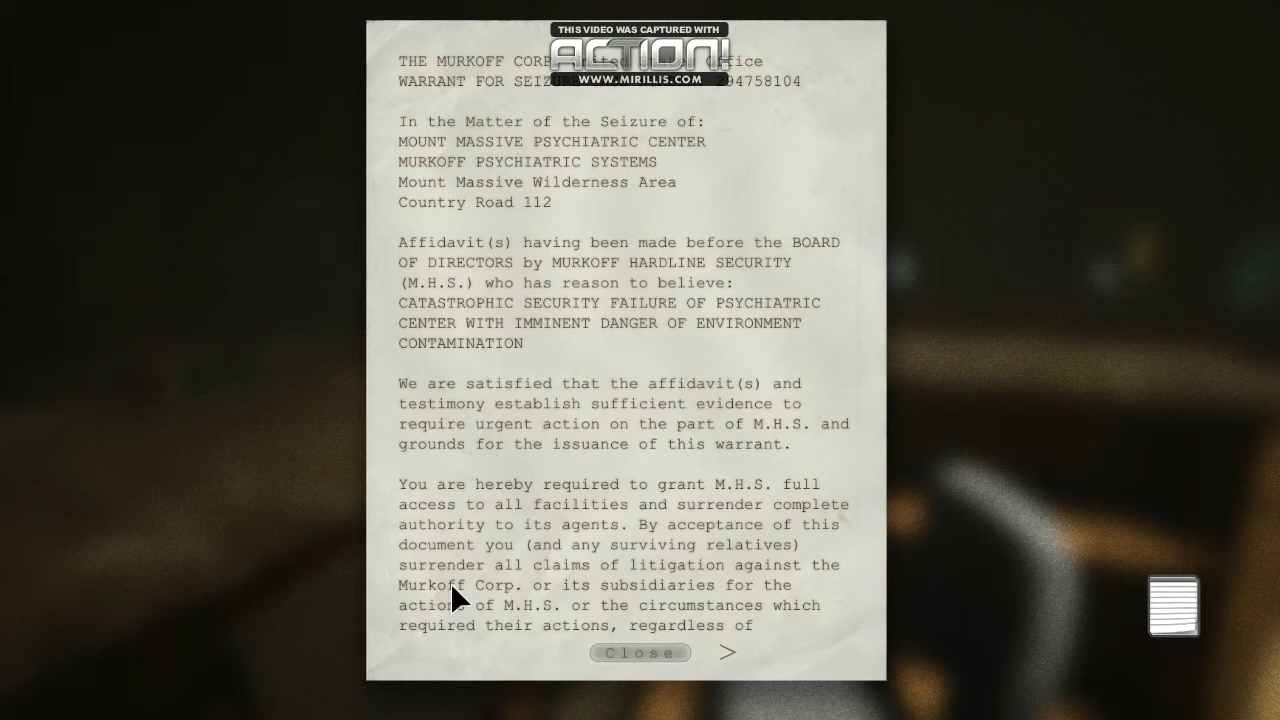 THIS VIDEO WAS CAPTURED WITH
ACTION!
WWW.MIRILLIS.COM
THE MURKOFF CORP. United States Office
WARRANT FOR SEIZURE 294758104
In the Matter of the Seizure of:
MOUNT MASSIVE PSYCHIATRIC CENTER
MURKOFF PSYCHIATRIC SYSTEMS
Mount Massive Wilderness Area
Country Road 112
Affidavit(s) having been made before the BOARD
OF DIRECTORS by MURKOFF HARDLINE SECURITY
(M.H.S.) who has reason to believe:
CATASTROPHIC SECURITY FAILURE OF PSYCHIATRIC
CENTER WITH IMMINENT DANGER OF ENVIRONMENT
CONTAMINATION
We are satisfied that the affidavit(s) and
testimony establish sufficient evidence to
require urgent action on the part of M.H.S. and
grounds for the issuance of this warrant.
You are hereby required to grant M.H.S. full
access to all facilities and surrender complete
authority to its agents. By acceptance of this
document you (and any surviving relatives)
surrender all claims of litigation against the
Murkoff Corp. or its subsidiaries for the
actions of M.H.S. or the circumstances which
required their actions, regardless of
Close >